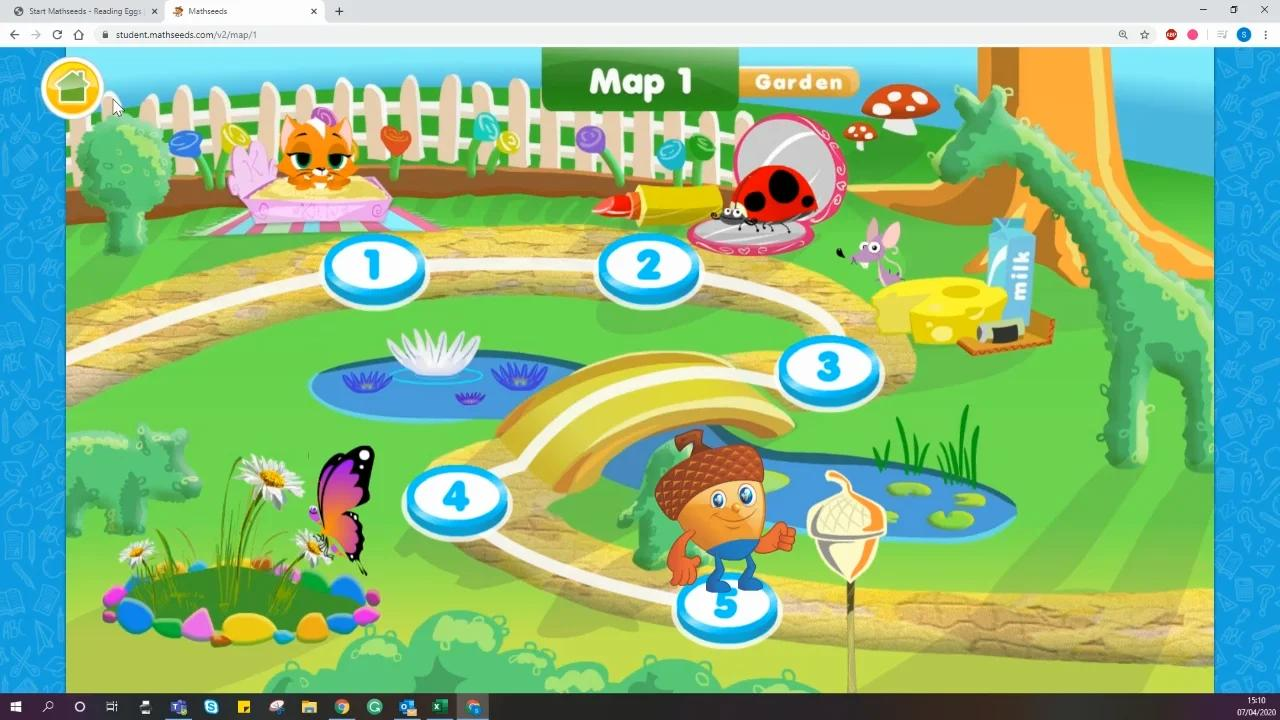 Start Mathseeds - Reading Eggs
Mathseeds
student.mathseeds.com/v2/map/1
ABP
S
Map 1
Garden
1
2
milk
3
4
5
15:10
07/04/2020